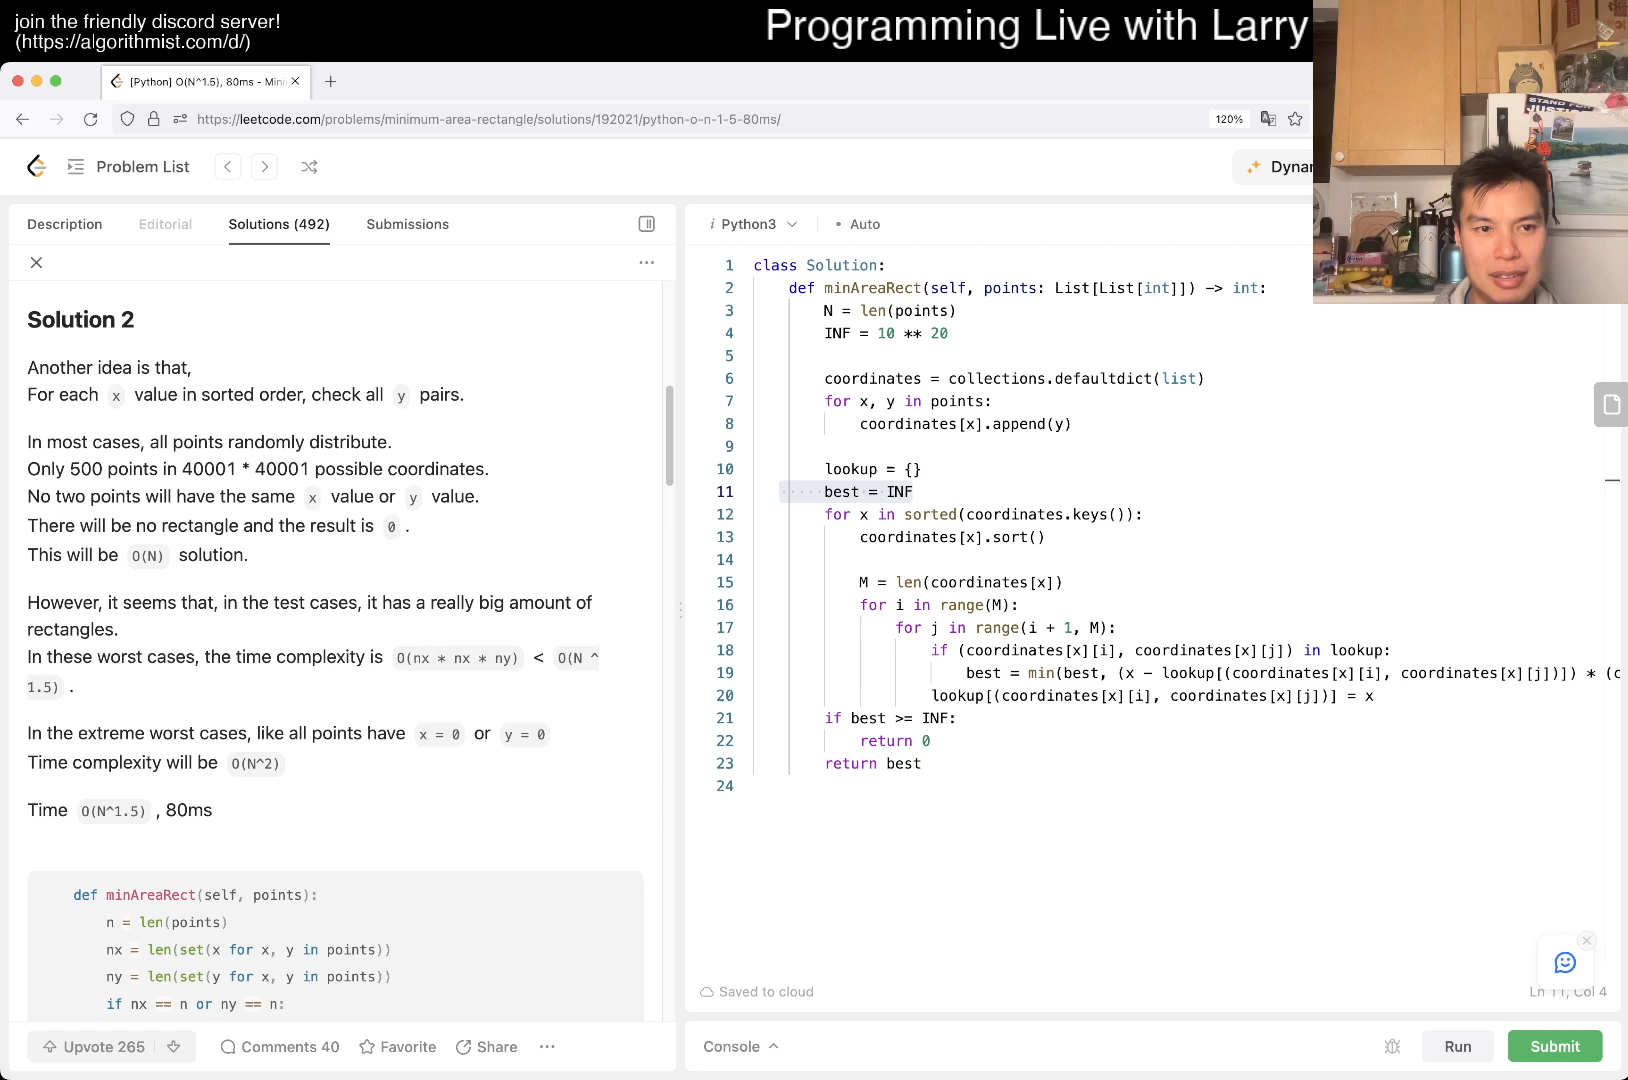 join the friendly discord server!
(https://algorithmist.com/d/)
Programming Live with Larry
[Python] O(N^1.5), 80ms - Mini
https://leetcode.com/problems/minimum-area-rectangle/solutions/192021/python-o-n-1-5-80ms/
120%
Problem List
Dynam
Description
Editorial
Solutions (492)
Submissions
Solution 2
Another idea is that,
For each x value in sorted order, check all y pairs.
In most cases, all points randomly distribute.
Only 500 points in 40001 * 40001 possible coordinates.
No two points will have the same x value or y value.
There will be no rectangle and the result is 0 .
This will be O(N) solution.
However, it seems that, in the test cases, it has a really big amount of
rectangles.
In these worst cases, the time complexity is O(nx * nx * ny) < O(N ^
1.5) .
In the extreme worst cases, like all points have x = 0 or y = 0
Time complexity will be O(N^2)
Time O(N^1.5) , 80ms
def minAreaRect(self, points):
n = len(points)
nx = len(set(x for x, y in points))
ny = len(set(y for x, y in points))
if nx == n or ny == n:
Upvote 265
Comments 40
Favorite
Share
i Python3
• Auto
1 class Solution:
2 def minAreaRect(self, points: List[List[int]]) -> int:
3 N = len(points)
4 INF = 10 ** 20
5
6 coordinates = collections.defaultdict(list)
7 for x, y in points:
8 coordinates[x].append(y)
9
10 lookup = {}
11 best = INF
12 for x in sorted(coordinates.keys()):
13 coordinates[x].sort()
14
15 M = len(coordinates[x])
16 for i in range(M):
17 for j in range(i + 1, M):
18 if (coordinates[x][i], coordinates[x][j]) in lookup:
19 best = min(best, (x - lookup[(coordinates[x][i], coordinates[x][j])]) * (c
20 lookup[(coordinates[x][i], coordinates[x][j])] = x
21 if best >= INF:
22 return 0
23 return best
24
Saved to cloud
Ln 11, Col 4
Console
Run
Submit